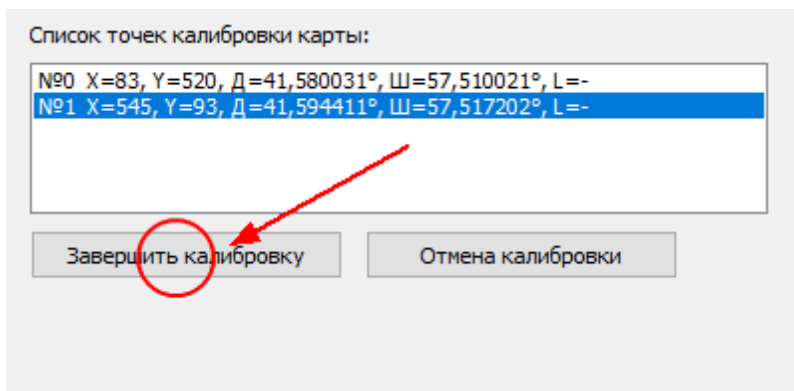 Список точек калибровки карты:
№0 X=83, Y=520, Д=41,580031°, Ш=57,510021°, L=-
№1 X=545, Y=93, Д=41,594411°, Ш=57,517202°, L=-
Завершить калибровку
Отмена калибровки